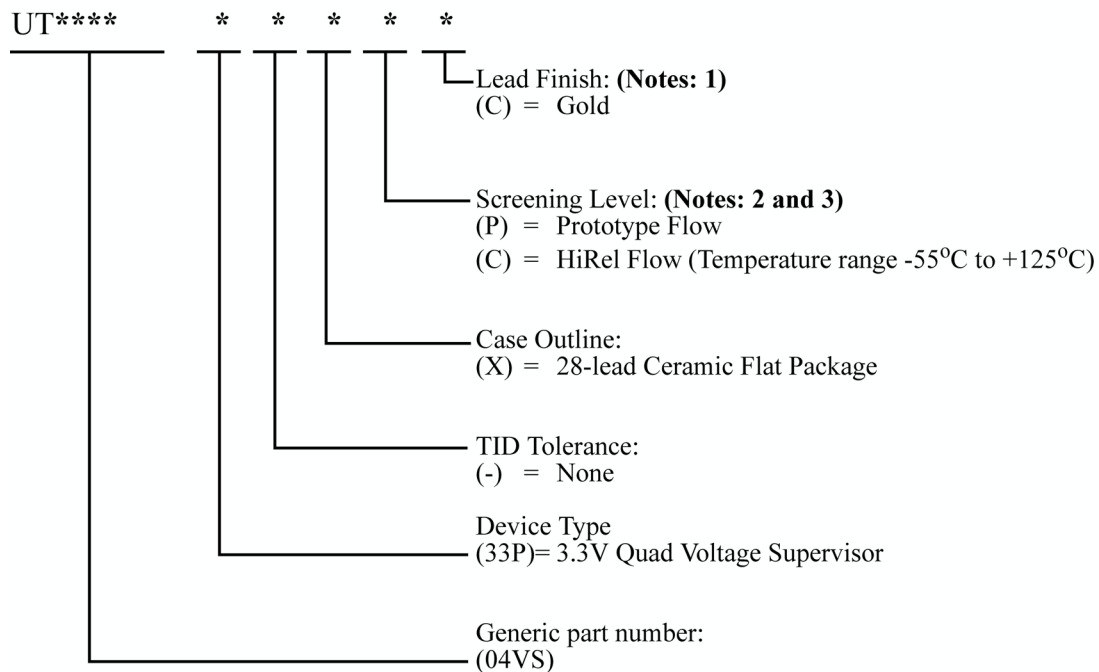 UT**** * * * * *
Lead Finish: (Notes: 1)
(C) = Gold
Screening Level: (Notes: 2 and 3)
(P) = Prototype Flow
(C) = HiRel Flow (Temperature range -55°C to +125°C)
Case Outline:
(X) = 28-lead Ceramic Flat Package
TID Tolerance:
(-) = None
Device Type
(33P)= 3.3V Quad Voltage Supervisor
Generic part number:
(04VS)